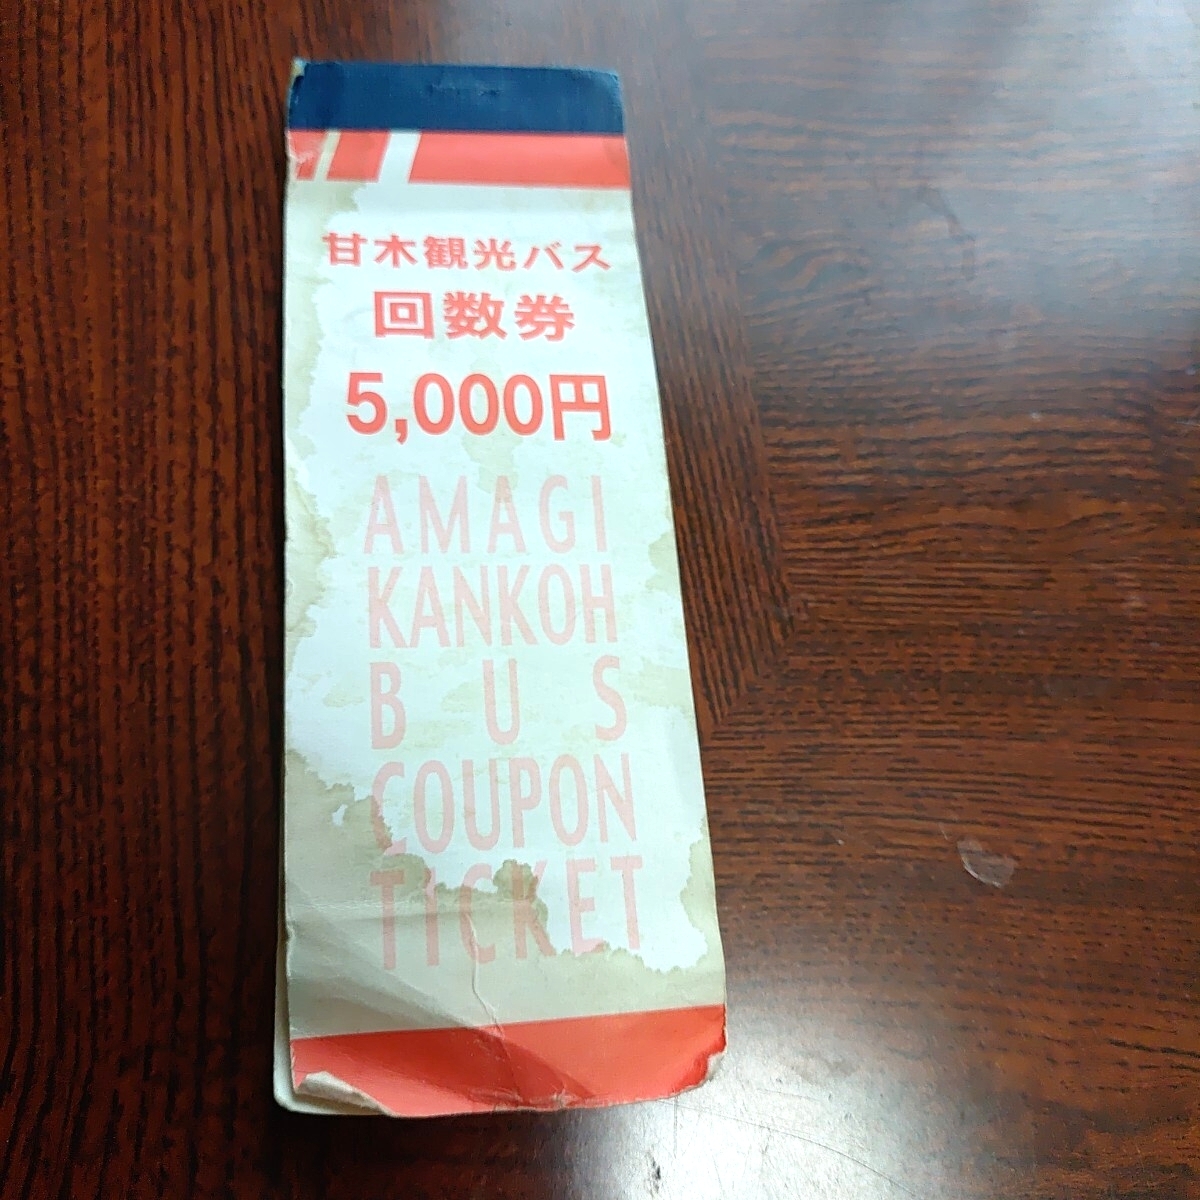 甘木観光バス
回数券
5,000円
AMAGI
KANKOH
BUS
COUPON
TICKET